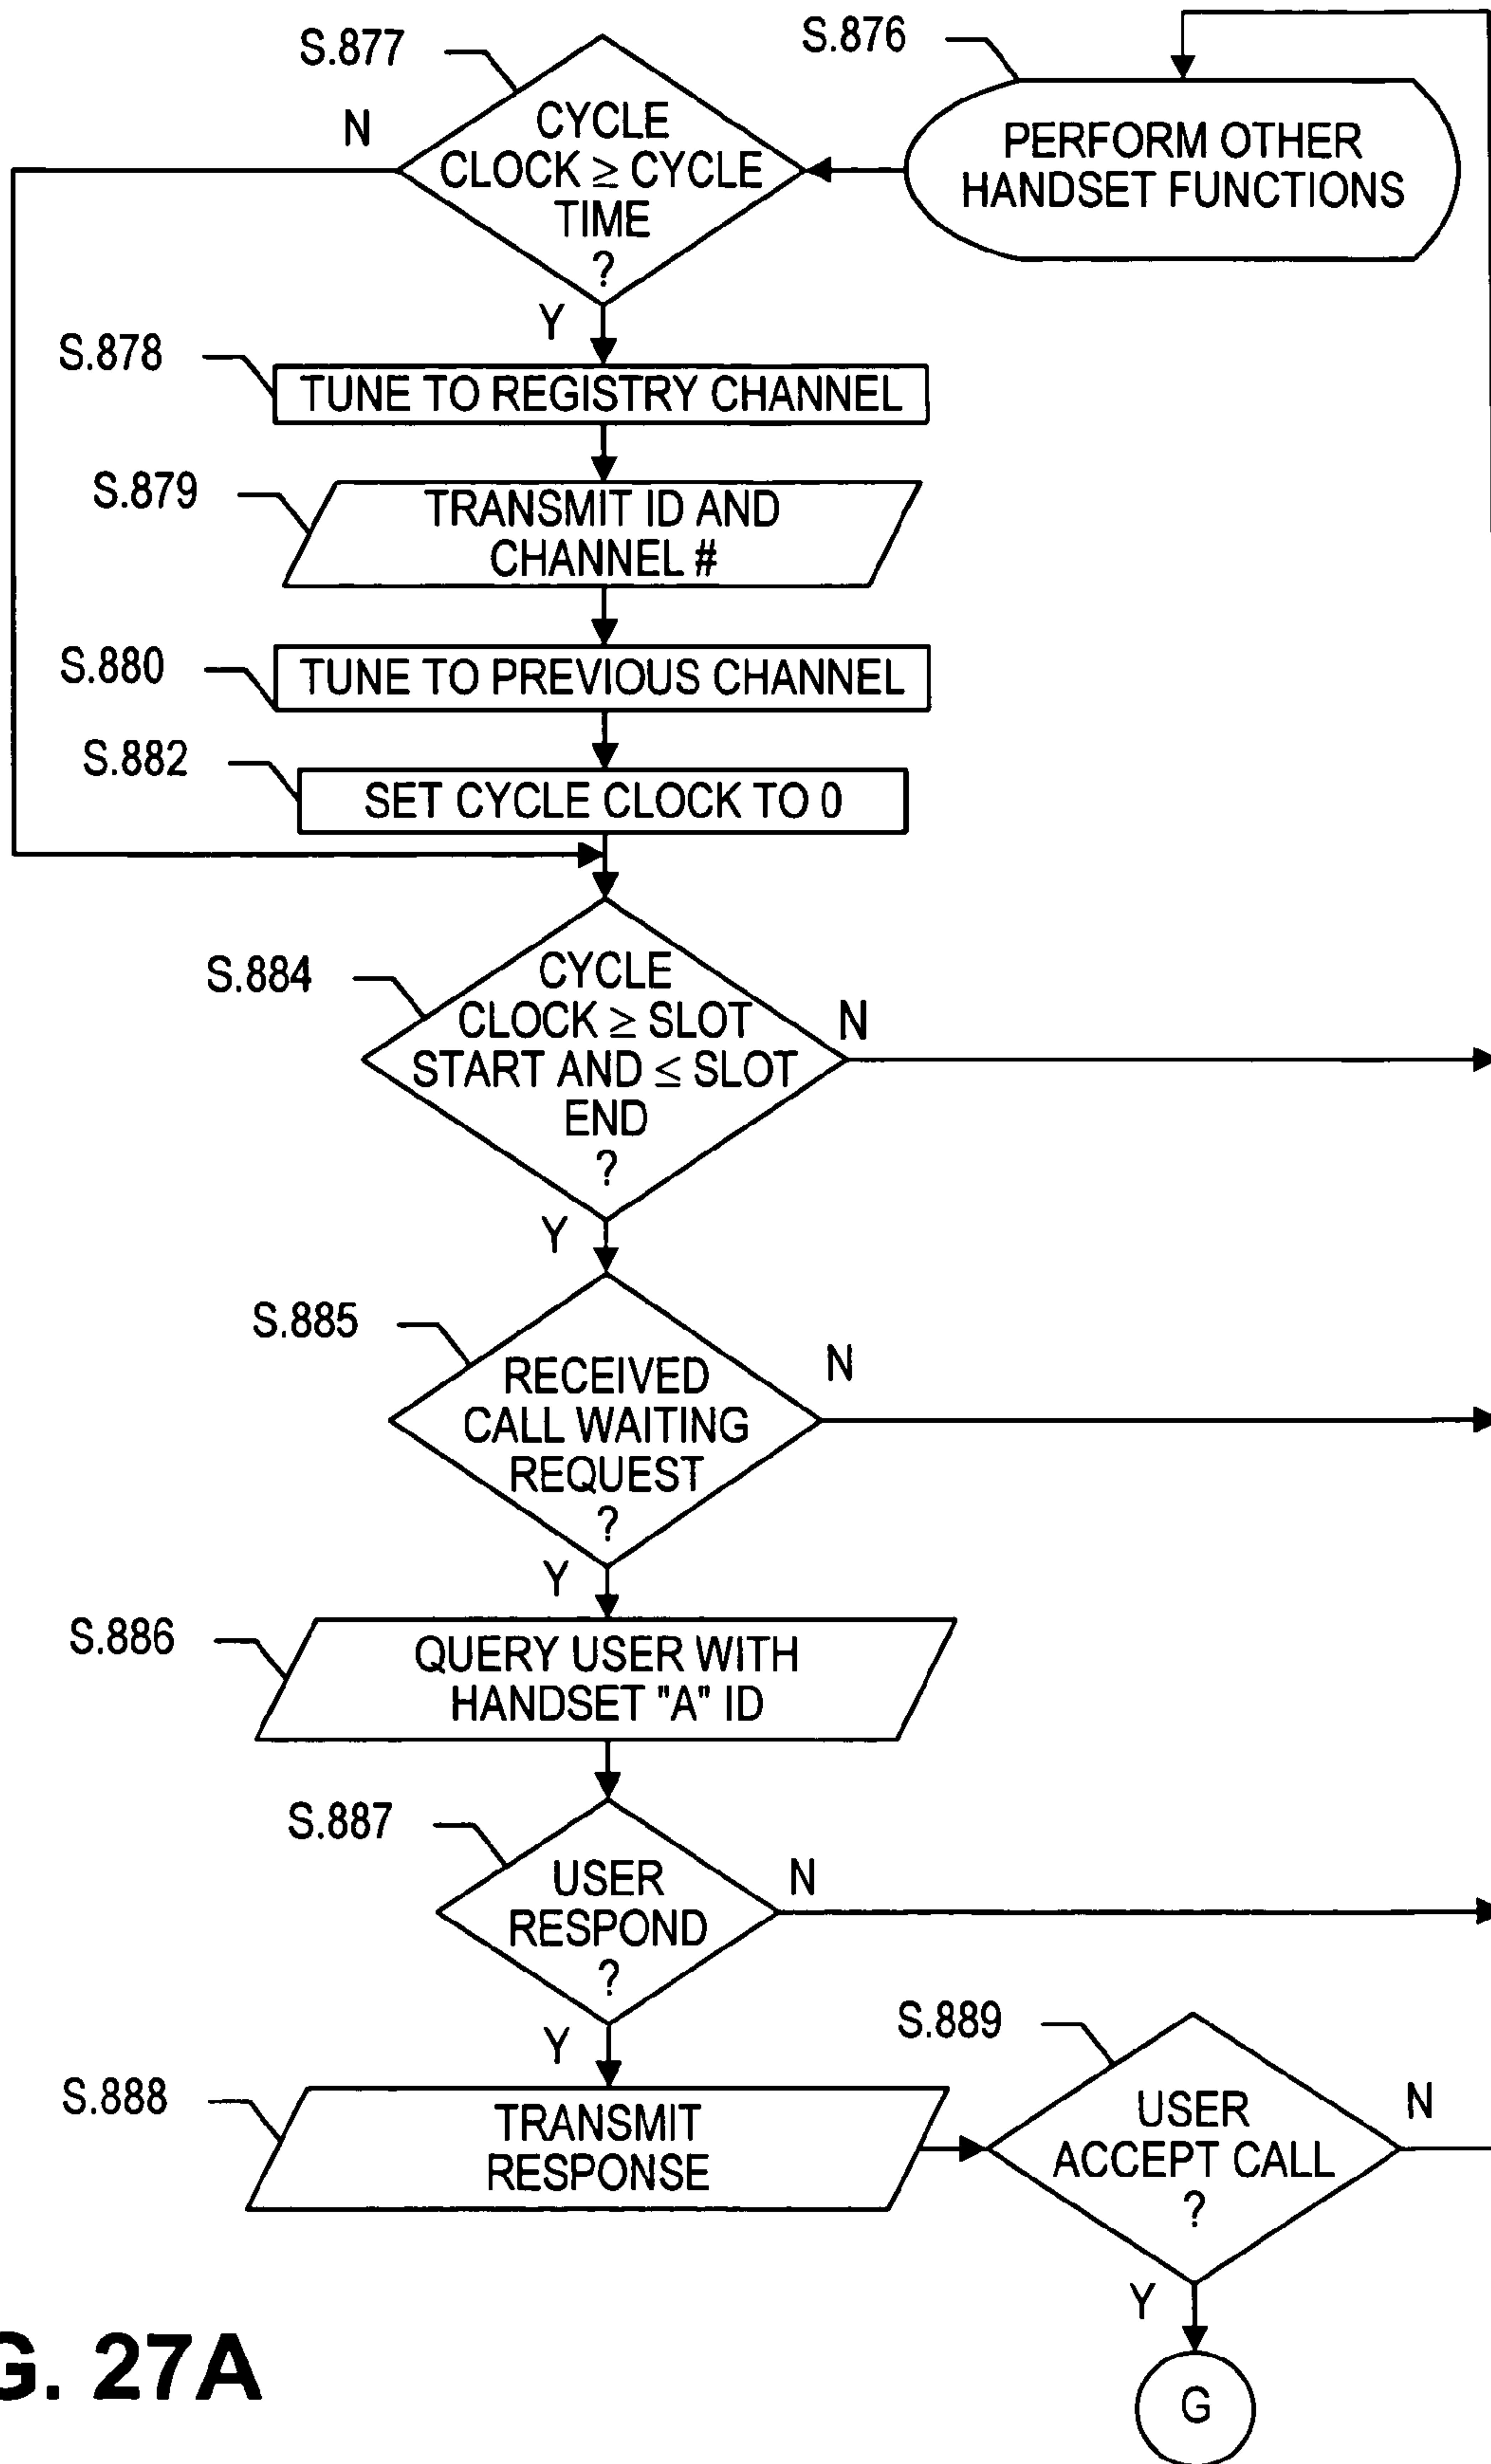 S.877
S.876
N
CYCLE
CLOCK ≥ CYCLE
TIME
?
PERFORM OTHER
HANDSET FUNCTIONS
Y
S.878
TUNE TO REGISTRY CHANNEL
S.879
TRANSMIT ID AND
CHANNEL #
S.880
TUNE TO PREVIOUS CHANNEL
S.882
SET CYCLE CLOCK TO 0
S.884
CYCLE
CLOCK ≥ SLOT
START AND ≤ SLOT
END
?
N
Y
S.885
RECEIVED
CALL WAITING
REQUEST
?
N
Y
S.886
QUERY USER WITH
HANDSET "A" ID
S.887
USER
RESPOND
?
N
Y
S.888
TRANSMIT
RESPONSE
S.889
USER
ACCEPT CALL
?
N
Y
G
G. 27A